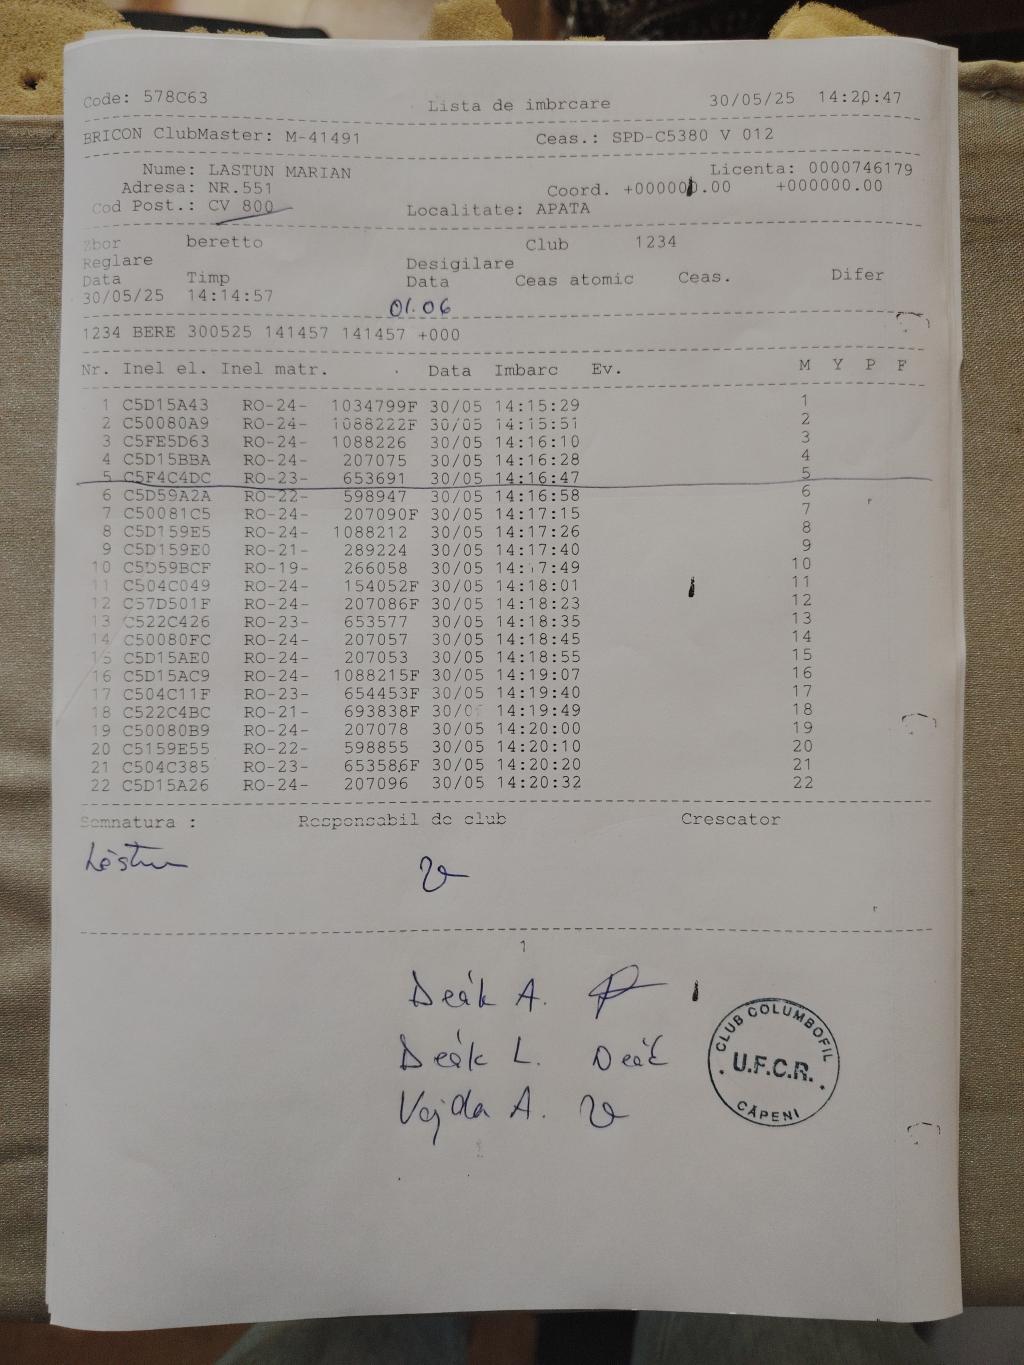 Code: 578C63 Lista de imbrcare 30/05/25 14:20:47
BRICON ClubMaster: M-41491 Ceas.: SPD-C5380 V 012
Nume: LASTUN MARIAN Licenta: 0000746179
Adresa: NR.551 Coord. +000000.00 +000000.00
Cod Post.: CV 800 Localitate: APATA
Zbor beretto Club 1234
Reglare Desigilare
Data Timp Data Ceas atomic Ceas. Difer
30/05/25 14:14:57
01.06
1234 BERE 300525 141457 141457 +000
Nr. Inel el. Inel matr. Data Imbarc Ev. M Y P F
1 C5D15A43 RO-24- 1034799F 30/05 14:15:29 1
2 C50080A9 RO-24- 1088222F 30/05 14:15:51 2
3 C5FE5D63 RO-24- 1088226 30/05 14:16:10 3
4 C5D15BBA RO-24- 207075 30/05 14:16:28 4
5 C5F4C4DC RO-23- 653691 30/05 14:16:47 5
6 C5D59A2A RO-22- 598947 30/05 14:16:58 6
7 C50081C5 RO-24- 207090F 30/05 14:17:15 7
8 C5D159E5 RO-24- 1088212 30/05 14:17:26 8
9 C5D159E0 RO-21- 289224 30/05 14:17:40 9
10 C5D59BCF RO-19- 266058 30/05 14:17:49 10
11 C504C049 RO-24- 154052F 30/05 14:18:01 11
12 C57D501F RO-24- 207086F 30/05 14:18:23 12
13 C522C426 RO-23- 653577 30/05 14:18:35 13
14 C50080FC RO-24- 207057 30/05 14:18:45 14
15 C5D15AE0 RO-24- 207053 30/05 14:18:55 15
16 C5D15AC9 RO-24- 1088215F 30/05 14:19:07 16
17 C504C11F RO-23- 654453F 30/05 14:19:40 17
18 C522C4BC RO-21- 693838F 30/05 14:19:49 18
19 C50080B9 RO-24- 207078 30/05 14:20:00 19
20 C5159E55 RO-22- 598855 30/05 14:20:10 20
21 C504C385 RO-23- 653586F 30/05 14:20:20 21
22 C5D15A26 RO-24- 207096 30/05 14:20:32 22
Semnatura : Responsabil de club Crescator
1
Deák A.
Deák L. Deák
Vajda A.
CLUB COLUMBOFIL
U.F.C.R.
CĂPENI